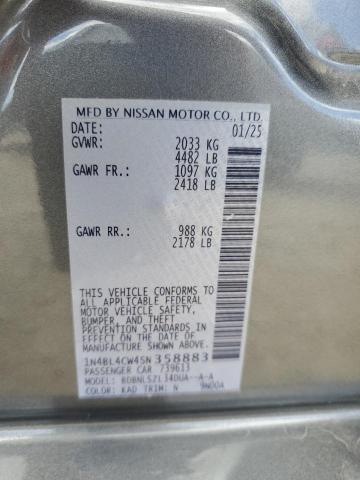 MFD BY NISSAN MOTOR CO., LTD.
DATE: 01/25
GVWR: 2033 KG
4482 LB
GAWR FR.: 1097 KG
2418 LB
GAWR RR.: 988 KG
2178 LB
THIS VEHICLE CONFORMS TO
ALL APPLICABLE FEDERAL
MOTOR VEHICLE SAFETY,
BUMPER, AND THEFT
PREVENTION STANDARDS
IN EFFECT ON THE DATE OF
MANUFACTURE SHOWN ABOVE.
1N4BL4CW4SN358883
PASSENGER CAR 739613
MODEL: BDBNLSZL34DUA--A-A
COLOR: KAD TRIM: N 9N00A